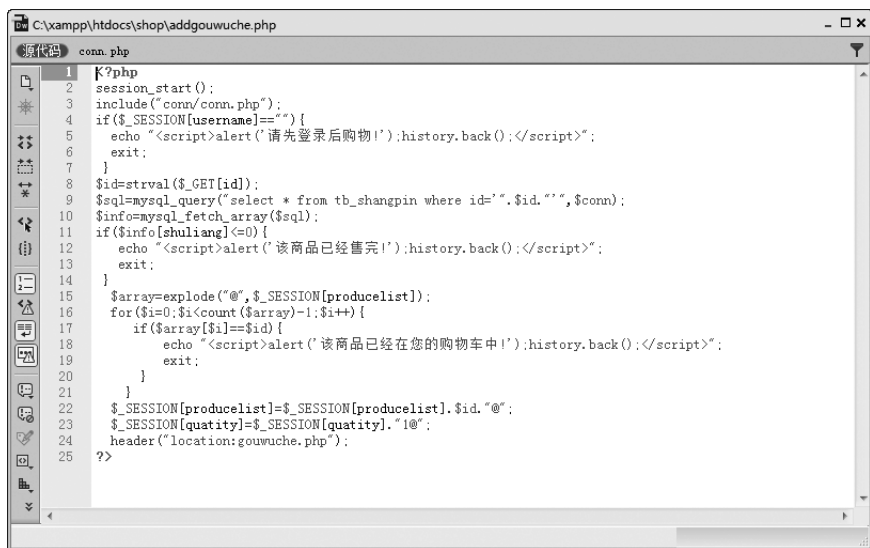 C:\xampp\htdocs\shop\addgouwuche.php
源代码 conn.php
1 <?php
2 session_start();
3 include("conn/conn.php");
4 if($_SESSION[username]==""){
5 echo "<script>alert('请先登录后购物!');history.back();</script>";
6 exit;
7 }
8 $id=strval($_GET[id]);
9 $sql=mysql_query("select * from tb_shangpin where id='".$id."'",$conn);
10 $info=mysql_fetch_array($sql);
11 if($info[shuliang]<=0){
12 echo "<script>alert('该商品已经售完!');history.back();</script>";
13 exit;
14 }
15 $array=explode("@",$_SESSION[producelist]);
16 for($i=0;$i<count($array)-1;$i++){
17 if($array[$i]==$id){
18 echo "<script>alert('该商品已经在您的购物车中!');history.back();</script>";
19 exit;
20 }
21 }
22 $_SESSION[producelist]=$_SESSION[producelist].$id."@";
23 $_SESSION[quatity]=$_SESSION[quatity]."1@";
24 header("location:gouwuche.php");
25 ?>